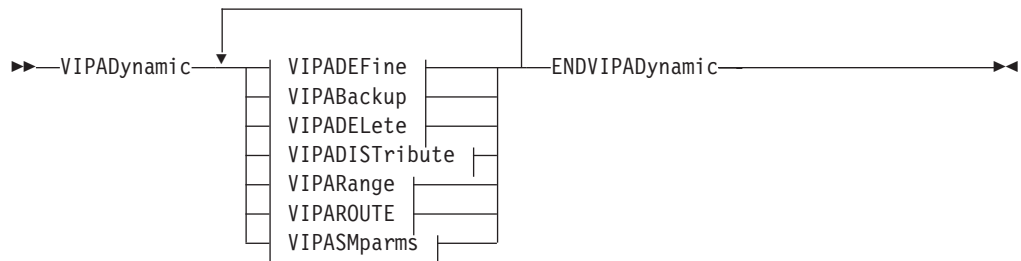 VIPADynamic VIPADEFine ENDVIPADynamic
VIPABackup
VIPADELete
VIPADISTribute
VIPARange
VIPAROUTE
VIPASMparms